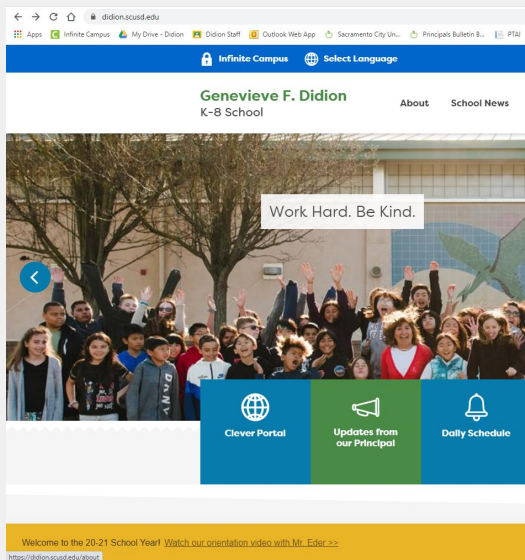 didion.scusd.edu
Apps Infinite Campus My Drive - Didion Didion Staff Outlook Web App Sacramento City Un... Principals Bulletin B... PTAI
Infinite Campus Select Language
Genevieve F. Didion
K-8 School
About School News
Work Hard. Be Kind.
Clever Portal
Updates from
our Principal
Daily Schedule
Welcome to the 20-21 School Year! Watch our orientation video with Mr. Eder >>
https://didion.scusd.edu/about